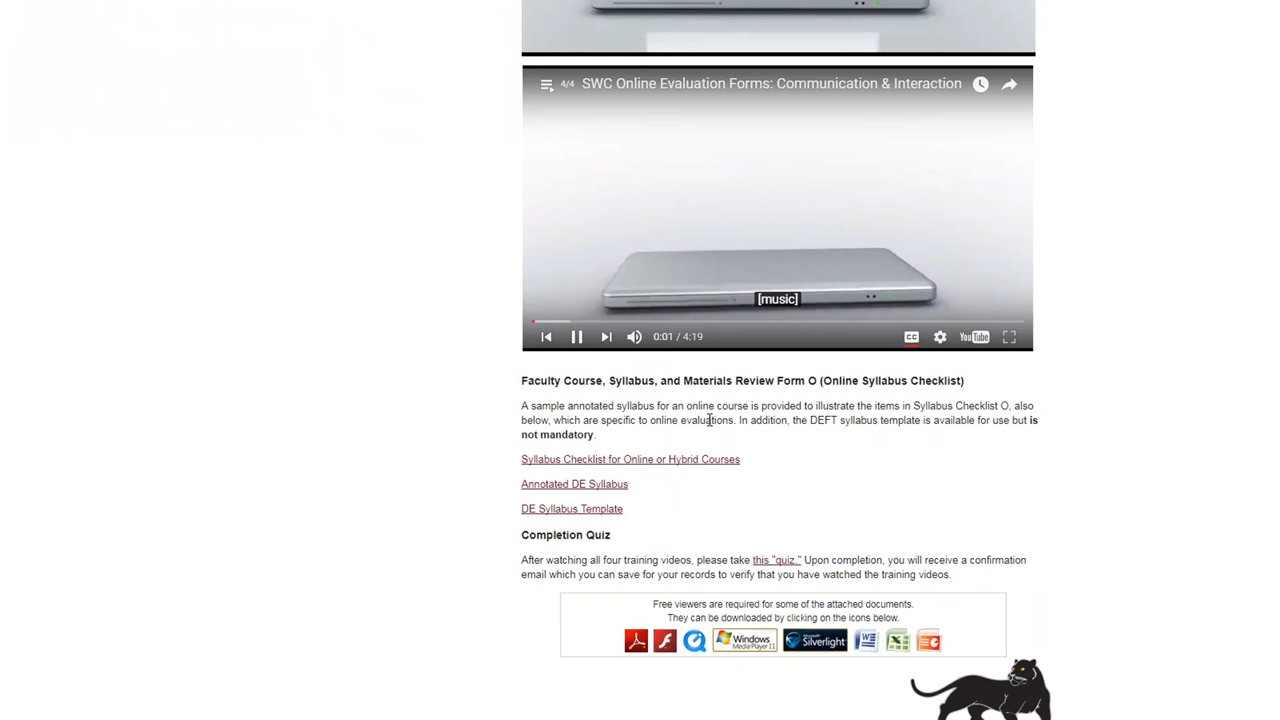 4/4 SWC Online Evaluation Forms: Communication & Interaction
[music]
0:01 / 4:19
CC
YouTube
Faculty Course, Syllabus, and Materials Review Form O (Online Syllabus Checklist)
A sample annotated syllabus for an online course is provided to illustrate the items in Syllabus Checklist O, also
below, which are specific to online evaluations. In addition, the DEFT syllabus template is available for use but is
not mandatory.
Syllabus Checklist for Online or Hybrid Courses
Annotated DE Syllabus
DE Syllabus Template
Completion Quiz
After watching all four training videos, please take this "quiz." Upon completion, you will receive a confirmation
email which you can save for your records to verify that you have watched the training videos.
Free viewers are required for some of the attached documents.
They can be downloaded by clicking on the icons below.
Windows
Media Player 11
Microsoft
Silverlight